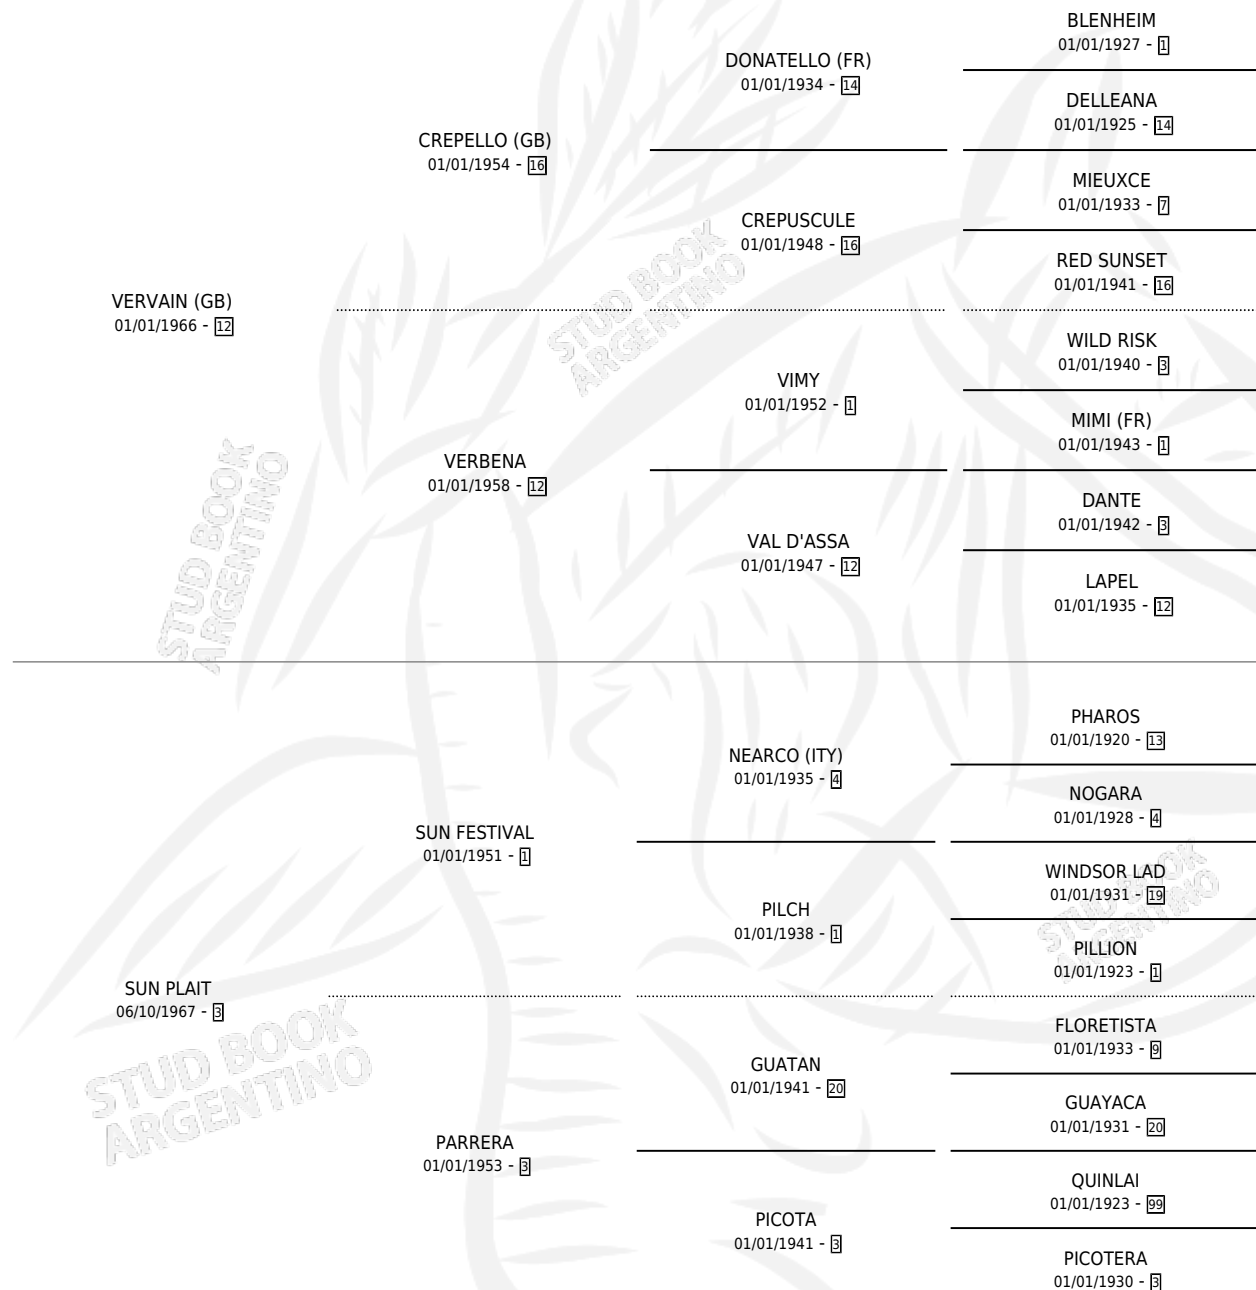 BLENHEIM
01/01/1927 - 1
DONATELLO (FR)
01/01/1934 - 14
DELLEANA
01/01/1925 - 14
CREPELLO (GB)
01/01/1954 - 16
MIEUXCE
01/01/1933 - 7
CREPUSCULE
01/01/1948 - 16
RED SUNSET
01/01/1941 - 16
VERVAIN (GB)
01/01/1966 - 12
STUD BOOK
ARGENTINO
WILD RISK
01/01/1940 - 3
VIMY
01/01/1952 - 1
MIMI (FR)
01/01/1943 - 1
VERBENA
01/01/1958 - 12
DANTE
01/01/1942 - 3
VAL D'ASSA
01/01/1947 - 12
LAPEL
01/01/1935 - 12
STUD BOOK
ARGENTINO
PHAROS
01/01/1920 - 13
NEARCO (ITY)
01/01/1935 - 4
NOGARA
01/01/1928 - 4
SUN FESTIVAL
01/01/1951 - 1
WINDSOR LAD
01/01/1931 - 19
PILCH
01/01/1938 - 1
STUD BOOK
ARGENTINO
PILLION
01/01/1923 - 1
SUN PLAIT
06/10/1967 - 3
FLORETISTA
01/01/1933 - 9
STUD BOOK
ARGENTINO
GUATAN
01/01/1941 - 20
GUAYACA
01/01/1931 - 20
PARRERA
01/01/1953 - 3
QUINLAI
01/01/1923 - 99
PICOTA
01/01/1941 - 3
PICOTERA
01/01/1930 - 3